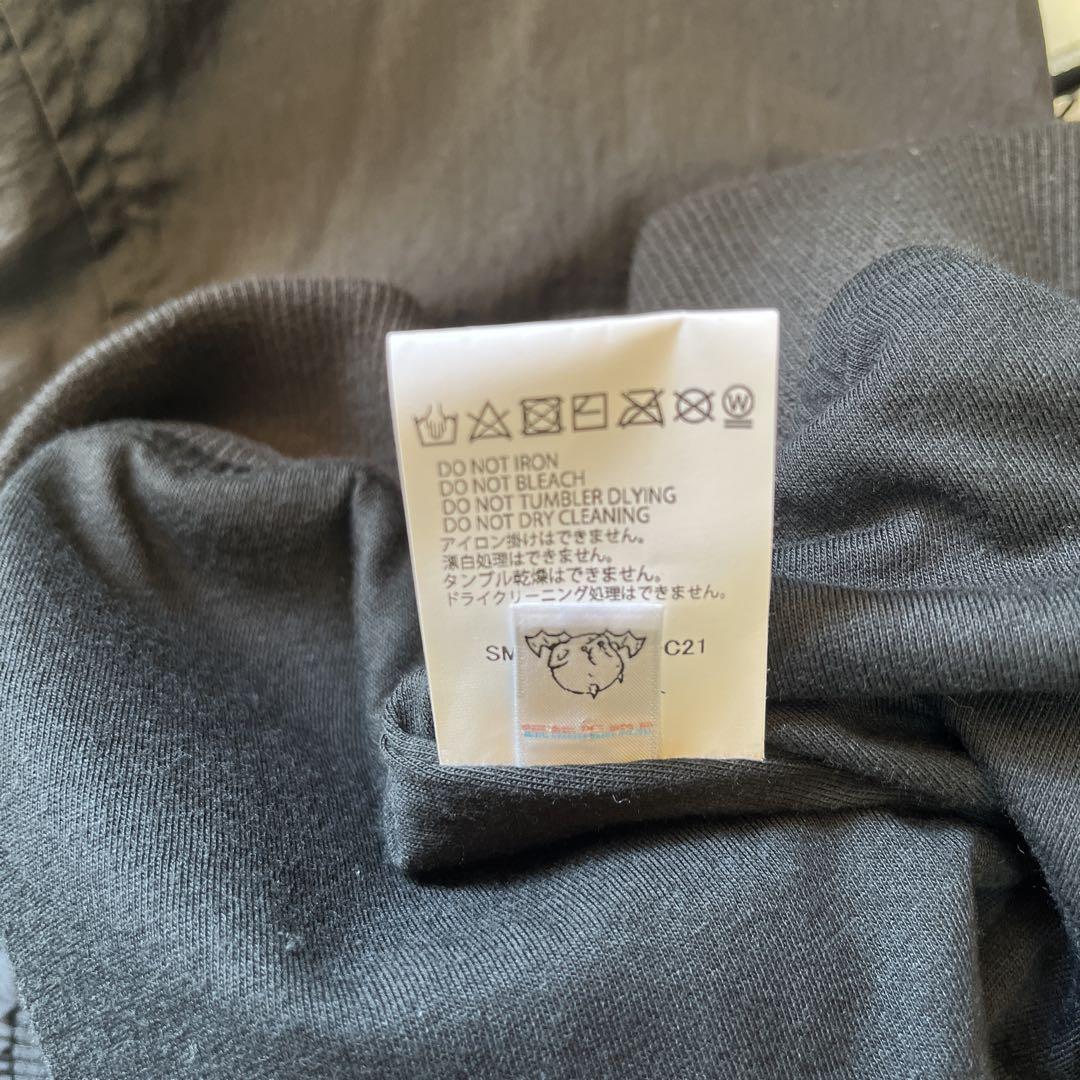 W
DO NOT IRON
DO NOT BLEACH
DO NOT TUMBLER DLYING
DO NOT DRY CLEANING
アイロン掛けはできません。
漂白処理はできません。
タンブル乾燥はできません。
ドライクリーニング処理はできません。
SM C21